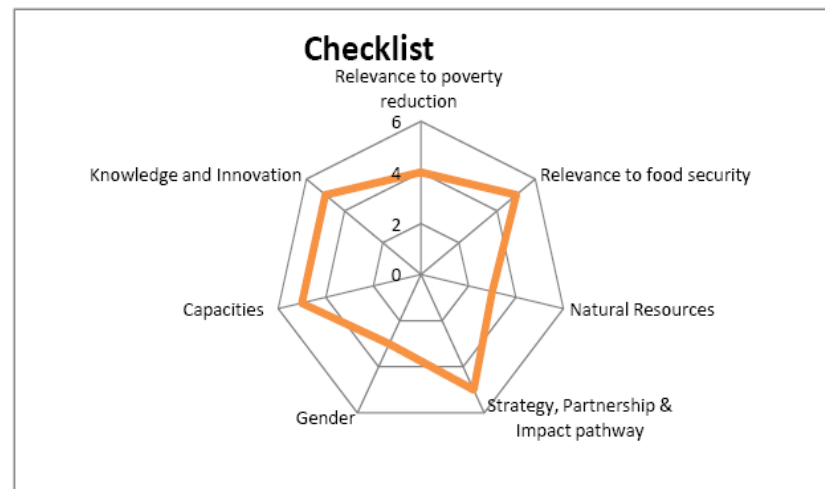 Checklist
Relevance to poverty
reduction
6
Knowledge and Innovation
4
Relevance to food security
2
0
Capacities
Natural Resources
Gender
Strategy, Partnership &
Impact pathway